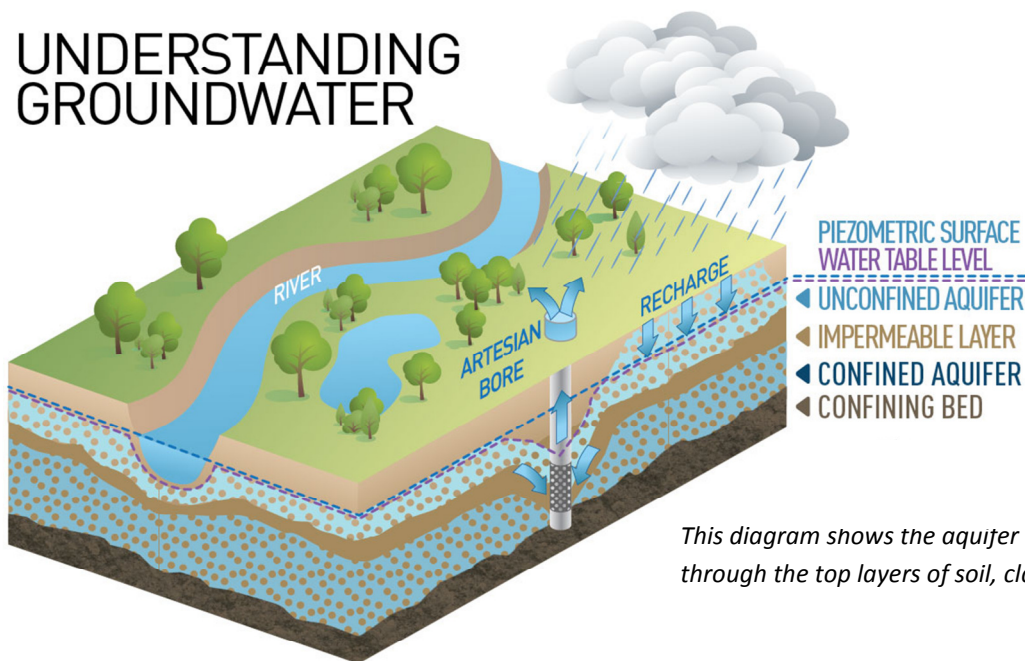 UNDERSTANDING
GROUNDWATER
RIVER
ARTESIAN
BORE
RECHARGE
PIEZOMETRIC SURFACE
WATER TABLE LEVEL
UNCONFINED AQUIFER
IMPERMEABLE LAYER
CONFINED AQUIFER
CONFINING BED
This diagram shows the aquifer
through the top layers of soil,